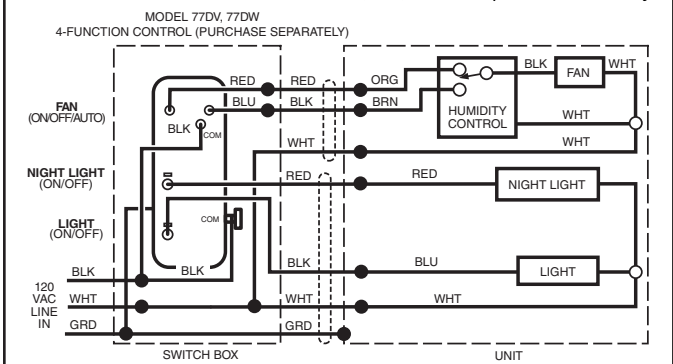 MODEL 77DV, 77DW
4-FUNCTION CONTROL (PURCHASE SEPARATELY)
RED RED ORG BLK FAN WHT
FAN
(ON/OFF/AUTO)
BLU BLK BRN
BLK COM
HUMIDITY
CONTROL
WHT
WHT WHT
NIGHT LIGHT
(ON/OFF)
RED RED NIGHT LIGHT
LIGHT
(ON/OFF)
COM
BLK BLK BLK BLU LIGHT
120
VAC
LINE
IN
WHT WHT WHT
GRD GRD
SWITCH BOX UNIT